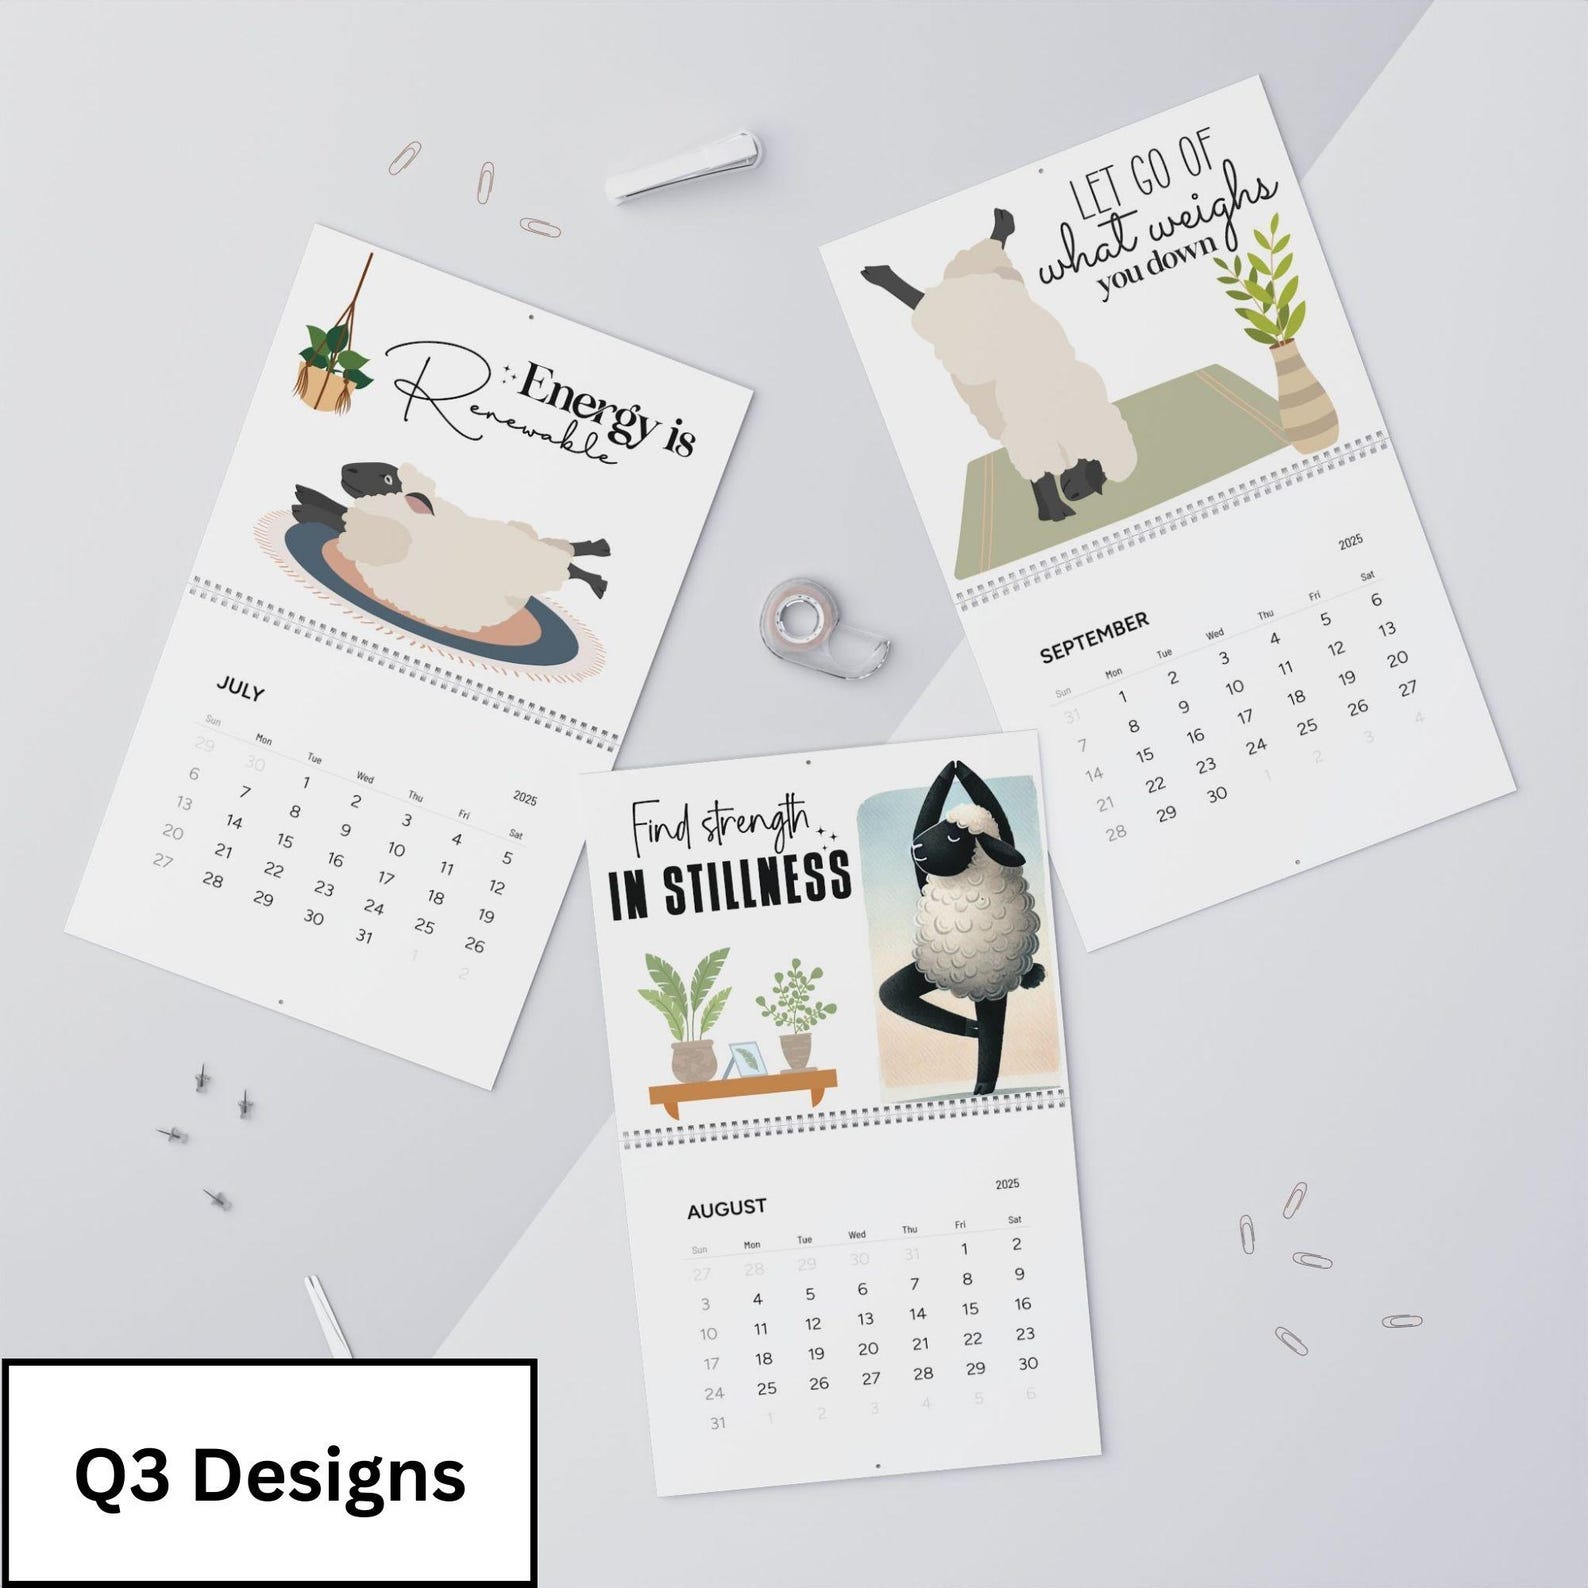 Energy is
Renewable
JULY
2025
Sun Mon Tue Wed Thu Fri Sat
29 30 1 2 3 4 5
6 7 8 9 10 11 12
13 14 15 16 17 18 19
20 21 22 23 24 25 26
27 28 29 30 31 1 2
LET GO OF
what weighs
you down
SEPTEMBER
2025
Sun Mon Tue Wed Thu Fri Sat
31 1 2 3 4 5 6
7 8 9 10 11 12 13
14 15 16 17 18 19 20
21 22 23 24 25 26 27
28 29 30 1 2 3 4
Find strength
IN STILLNESS
AUGUST
2025
Sun Mon Tue Wed Thu Fri Sat
27 28 29 30 31 1 2
3 4 5 6 7 8 9
10 11 12 13 14 15 16
17 18 19 20 21 22 23
24 25 26 27 28 29 30
31 1 2 3 4 5 6
Q3 Designs